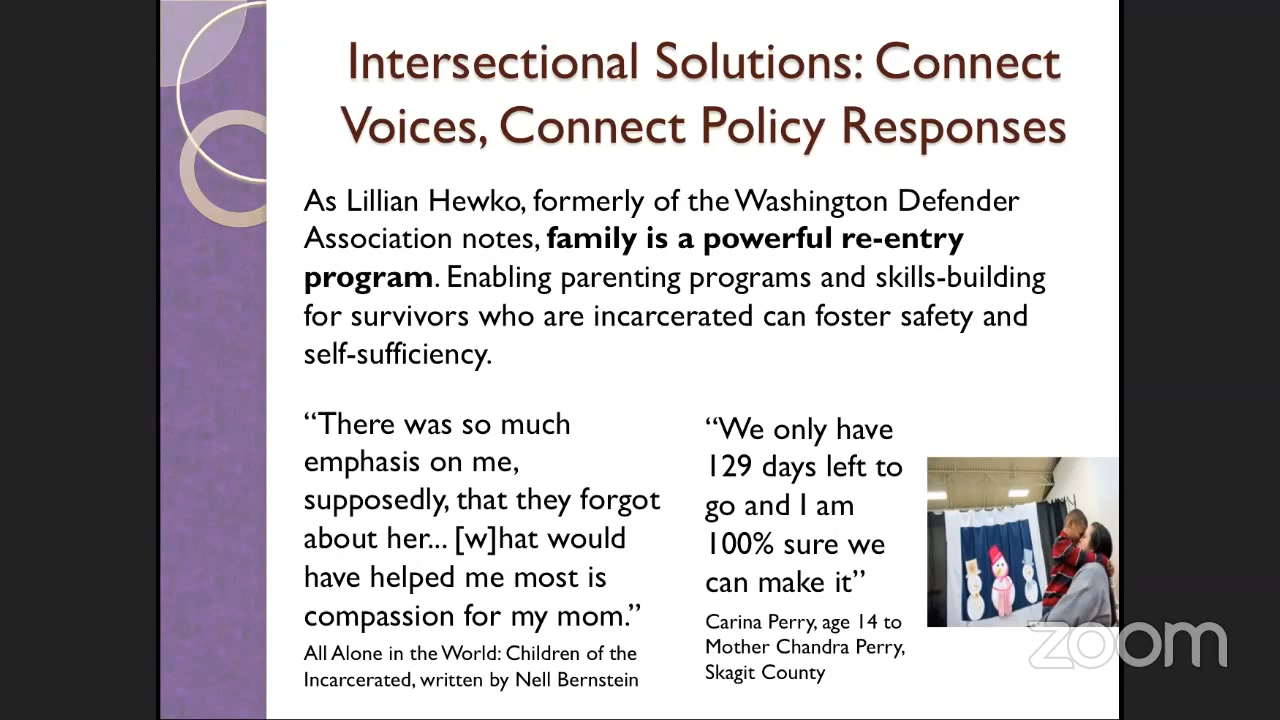 Intersectional Solutions: Connect
Voices, Connect Policy Responses
As Lillian Hewko, formerly of the Washington Defender
Association notes, family is a powerful re-entry
program. Enabling parenting programs and skills-building
for survivors who are incarcerated can foster safety and
self-sufficiency.
“There was so much
emphasis on me,
supposedly, that they forgot
about her... [w]hat would
have helped me most is
compassion for my mom.”
All Alone in the World: Children of the
Incarcerated, written by Nell Bernstein
“We only have
129 days left to
go and I am
100% sure we
can make it”
Carina Perry, age 14 to
Mother Chandra Perry,
Skagit County
zoom